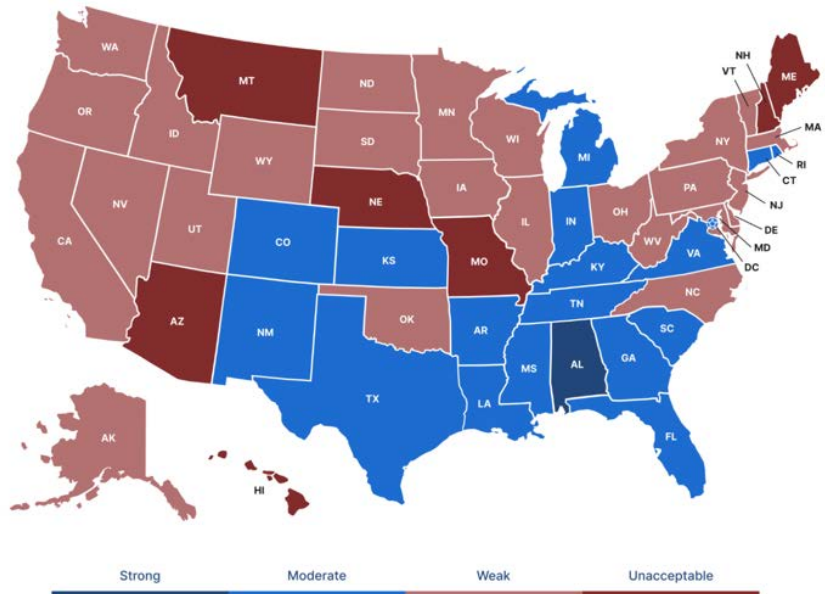 WA
MT
ND
MN
OR
ID
SD
WI
WY
MI
NH
VT
ME
NY
MA
RI
CT
NV
UT
NE
IA
IL
IN
OH
PA
NJ
CA
CO
KS
MO
KY
WV
VA
DE
MD
DC
AZ
NM
OK
AR
TN
NC
TX
LA
MS
AL
GA
SC
FL
AK
HI
Strong Moderate Weak Unacceptable